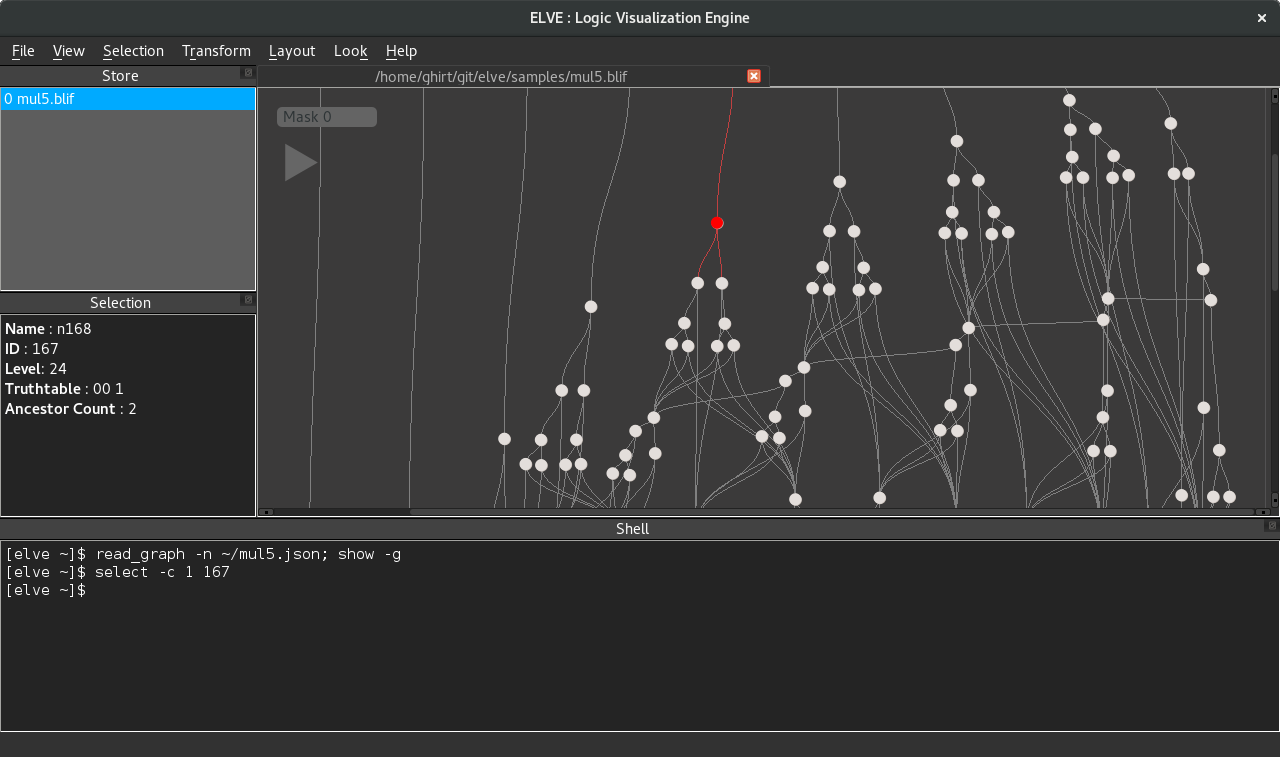 ELVE : Logic Visualization Engine
File View Selection Transform Layout Look Help
Store
/home/qhirt/git/elve/samples/mul5.blif
0 mul5.blif
Mask 0
Selection
Name : n168
ID : 167
Level: 24
Truthtable : 00 1
Ancestor Count : 2
Shell
[elve ~]$ read_graph -n ~/mul5.json; show -g
[elve ~]$ select -c 1 167
[elve ~]$